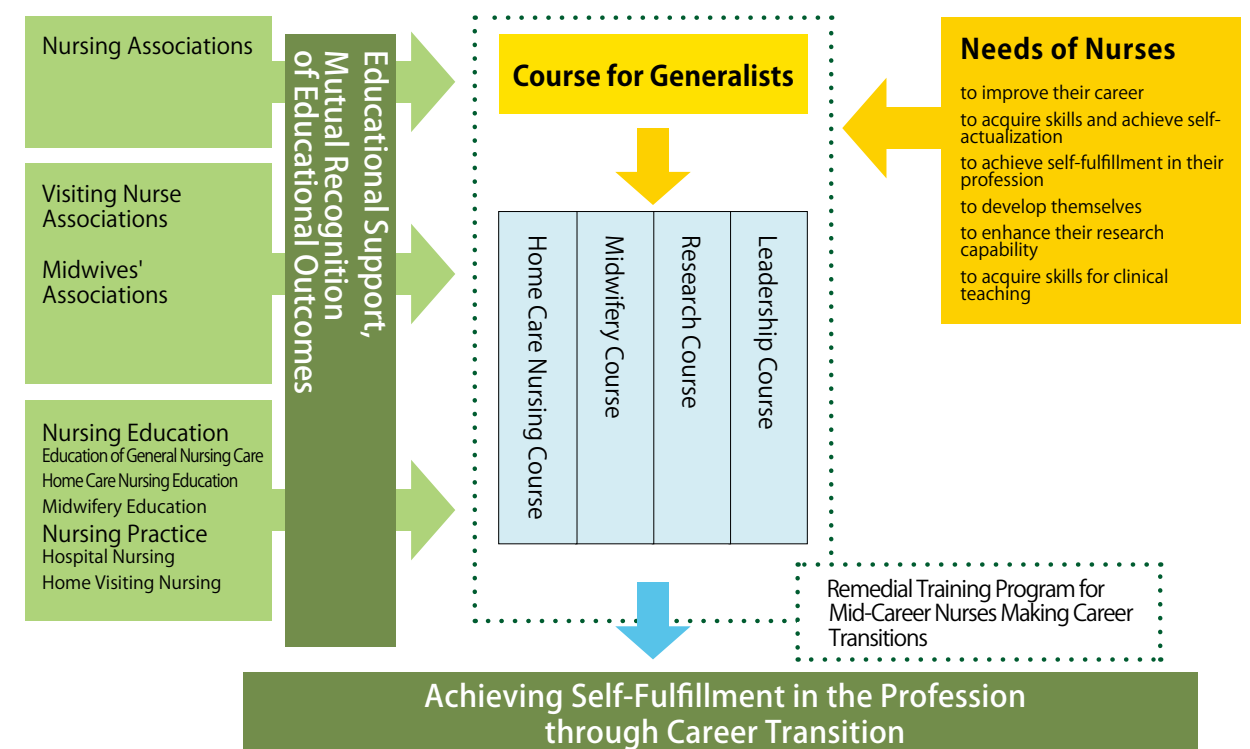 Nursing Associations
Visiting Nurse
Associations
Midwives'
Associations
Nursing Education
Education of General Nursing Care
Home Care Nursing Education
Midwifery Education
Nursing Practice
Hospital Nursing
Home Visiting Nursing
Educational Support,
Mutual Recognition
of Educational Outcomes
Course for Generalists
Home Care Nursing Course
Midwifery Course
Research Course
Leadership Course
Needs of Nurses
to improve their career
to acquire skills and achieve self-
actualization
to achieve self-fulfillment in their
profession
to develop themselves
to enhance their research
capability
to acquire skills for clinical
teaching
Remedial Training Program for
Mid-Career Nurses Making Career
Transitions
Achieving Self-Fulfillment in the Profession
through Career Transition